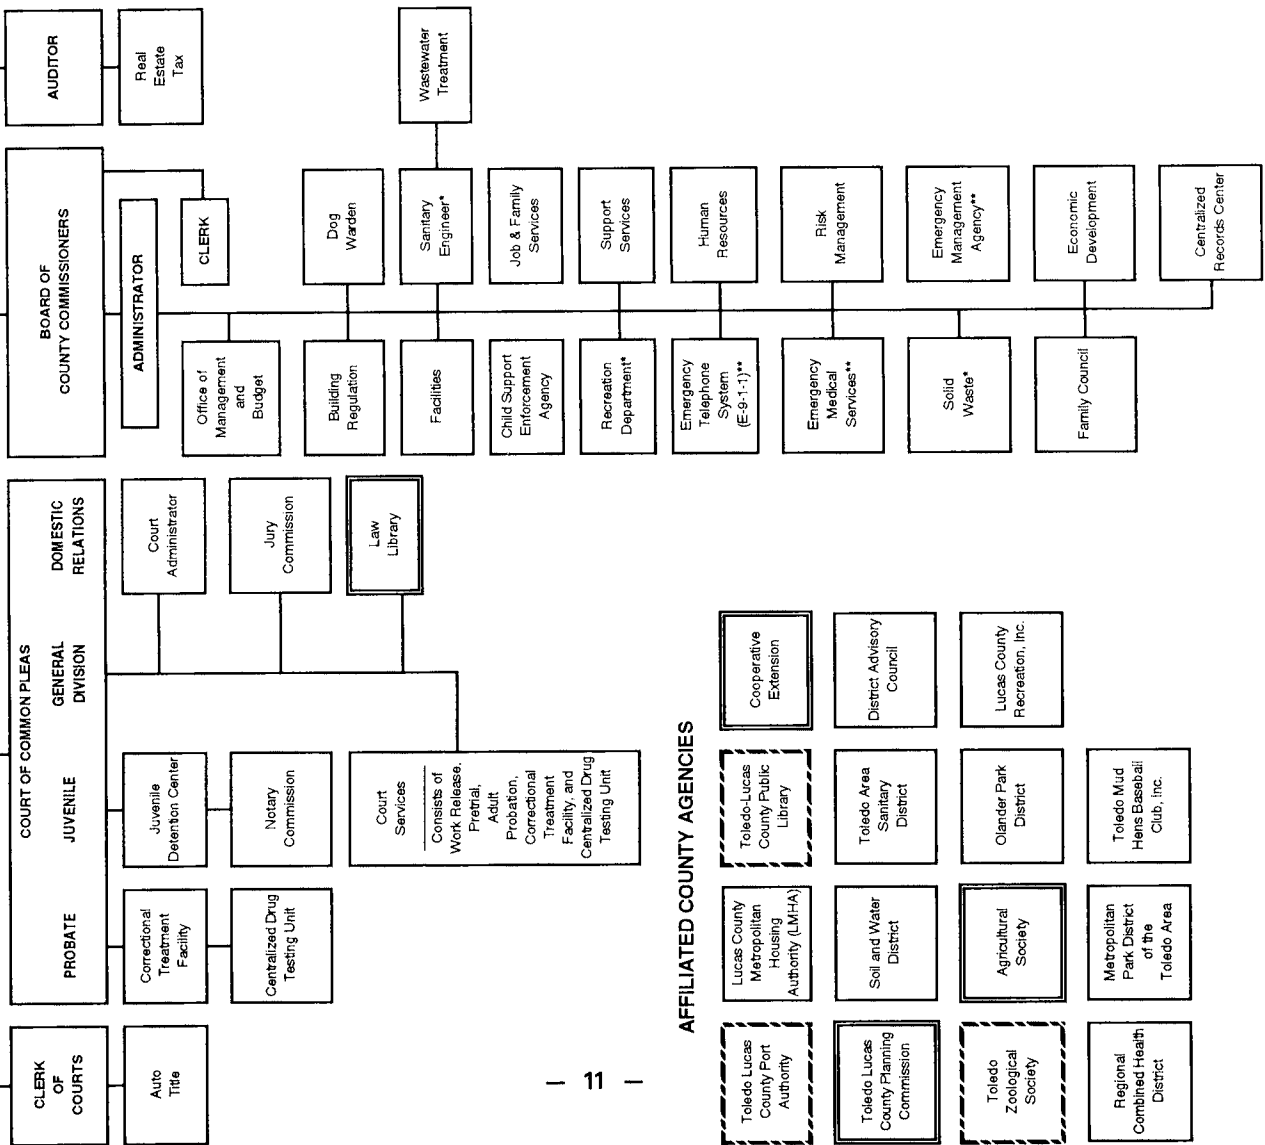 CLERK
OF
COURTS
Auto
Title
COURT OF COMMON PLEAS
PROBATE
JUVENILE
GENERAL
DIVISION
DOMESTIC
RELATIONS
Correctional
Treatment
Facility
Centralized Drug
Testing Unit
Juvenile
Detention Center
Notary
Commission
Court
Services
Consists of
Work Release,
Pretrial,
Adult
Probation,
Correctional
Treatment
Facility, and
Centralized Drug
Testing Unit
Court
Administrator
Jury
Commission
Law
Library
BOARD OF
COUNTY COMMISSIONERS
ADMINISTRATOR
CLERK
Office of
Management
and
Budget
Building
Regulation
Dog
Warden
Facilities
Sanitary
Engineer*
Wastewater
Treatment
Child Support
Enforcement
Agency
Job & Family
Services
Recreation
Department*
Support
Services
Emergency
Telephone
System
(E-9-1-1)**
Human
Resources
Emergency
Medical
Services**
Risk
Management
Solid
Waste*
Emergency
Management
Agency**
Family Council
Economic
Development
Centralized
Records Center
AUDITOR
Real
Estate
Tax
AFFILIATED COUNTY AGENCIES
Toledo Lucas
County Port
Authority
Lucas County
Metropolitan
Housing
Authority (LMHA)
Toledo-Lucas
County Public
Library
Cooperative
Extension
Toledo Lucas
County Planning
Commission
Soil and Water
District
Toledo Area
Sanitary
District
District Advisory
Council
Toledo
Zoological
Society
Agricultural
Society
Olander Park
District
Lucas County
Recreation, Inc.
Regional
Combined Health
District
Metropolitan
Park District
of the
Toledo Area
Toledo Mud
Hens Baseball
Club, Inc.
— 11 —